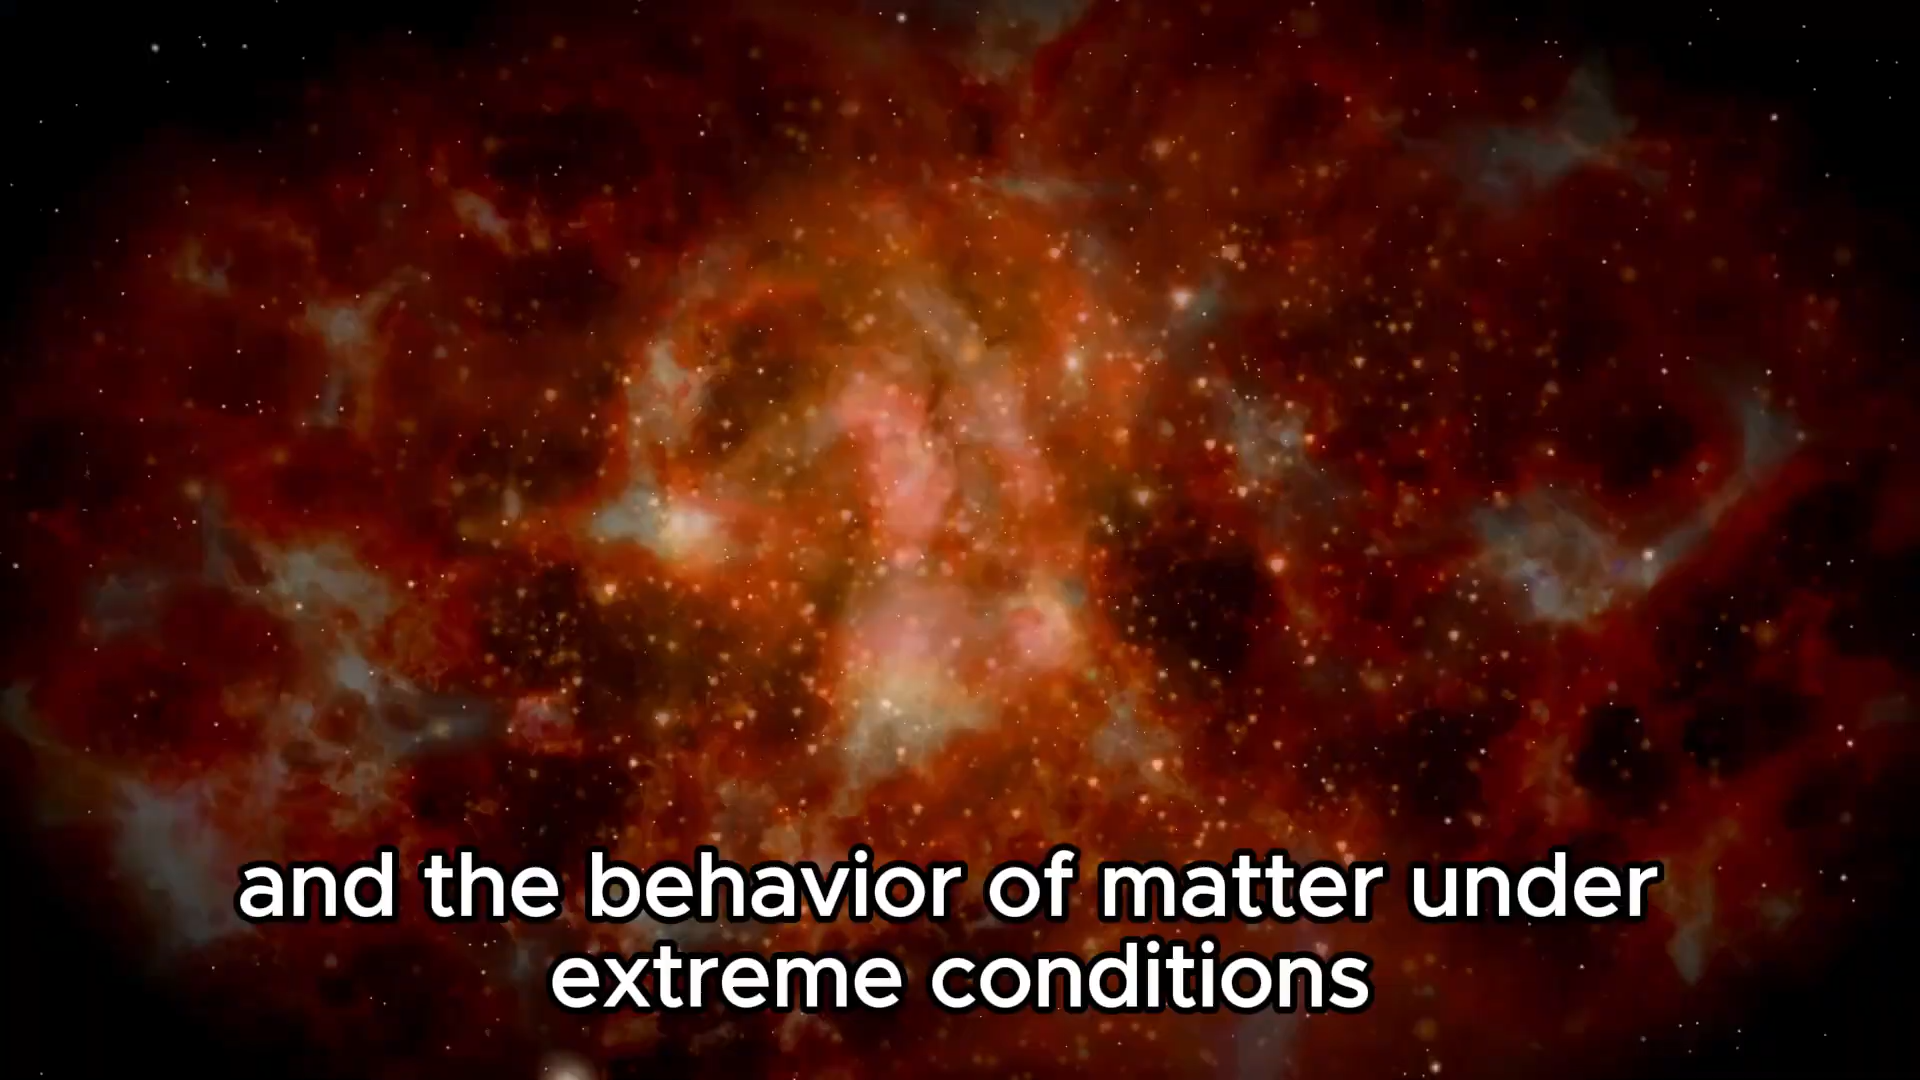 and the behavior of matter under
extreme conditions